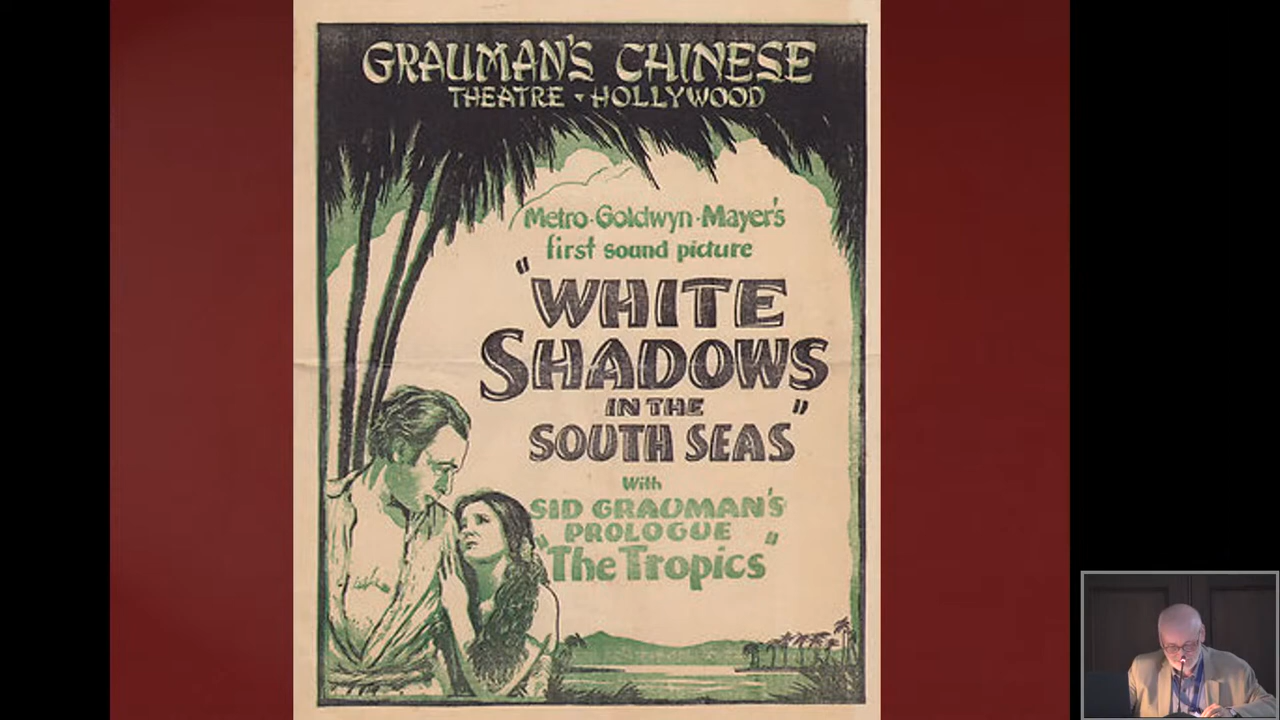 GRAUMAN'S CHINESE
THEATRE - HOLLYWOOD
Metro-Goldwyn-Mayer's
first sound picture
"WHITE
SHADOWS
IN THE
SOUTH SEAS"
With
SID GRAUMAN'S
PROLOGUE
"The Tropics"